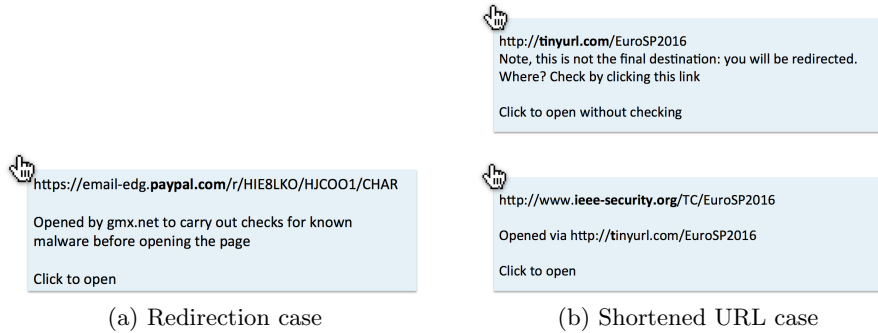 http://tinyurl.com/EuroSP2016
Note, this is not the final destination: you will be redirected.
Where? Check by clicking this link
Click to open without checking
https://email-edg.paypal.com/r/HIE8LKO/HJCOO1/CHAR
Opened by gmx.net to carry out checks for known
malware before opening the page
Click to open
http://www.ieee-security.org/TC/EuroSP2016
Opened via http://tinyurl.com/EuroSP2016
Click to open
(a) Redirection case
(b) Shortened URL case